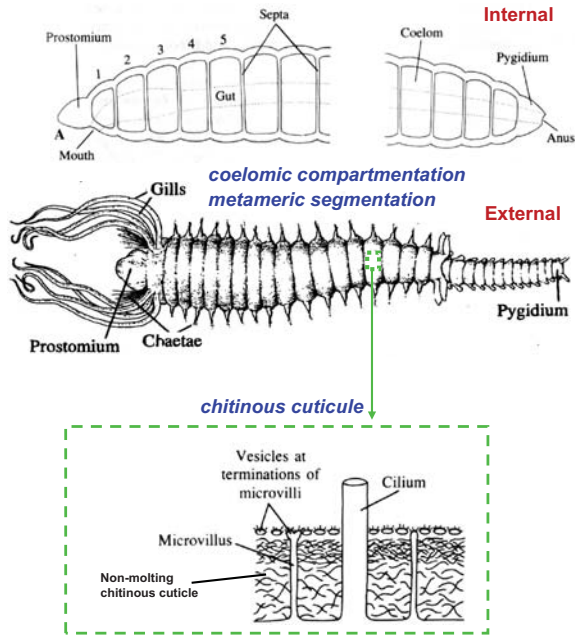 Internal
Septa
Prostomium
Coelom
1 2 3 4 5
Pygidium
Gut
A
Mouth
Anus
coelomic compartmentation
metameric segmentation
Gills
External
Prostomium
Chaetae
Pygidium
chitinous cuticule
Vesicles at
terminations of
microvilli
Cilium
Microvillus
Non-molting
chitinous cuticle